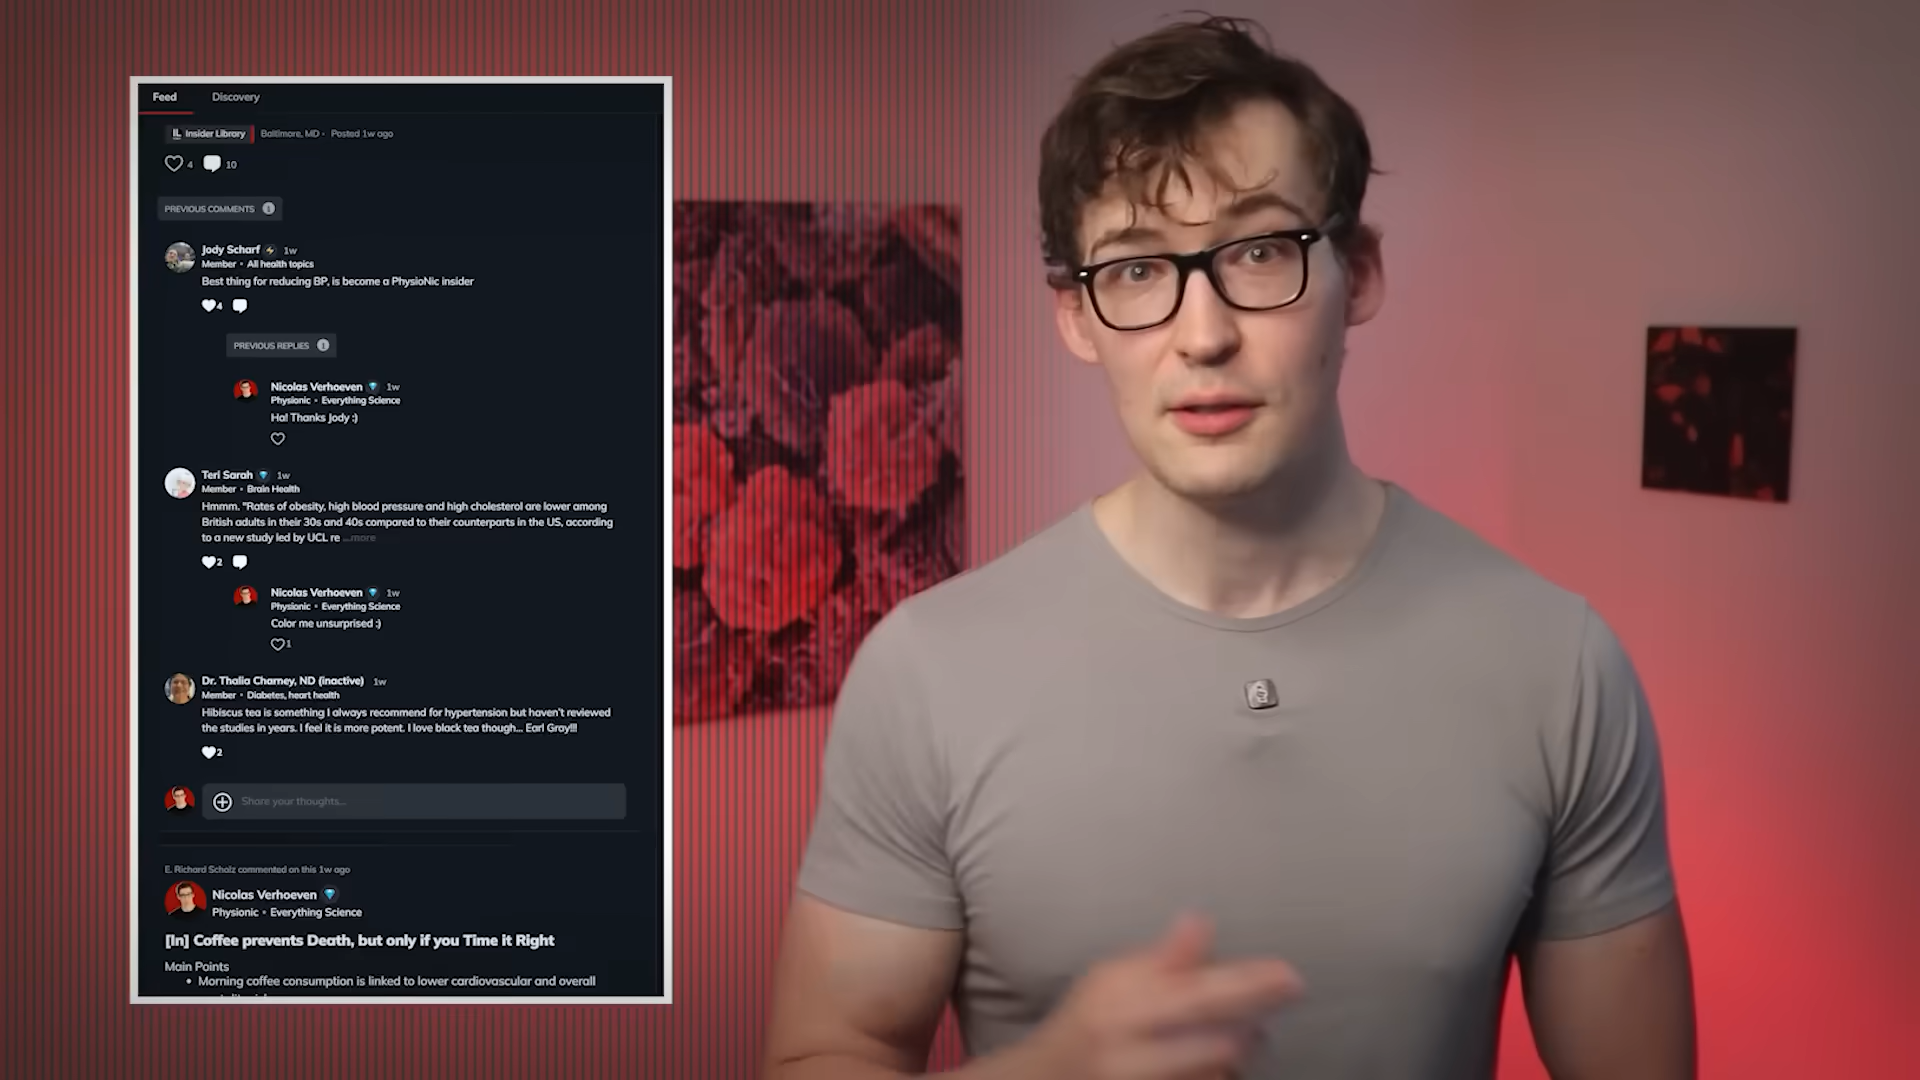 Feed Discovery
IL Insider Library Baltimore, MD • Posted 1w ago
4 10
PREVIOUS COMMENTS 1
Jody Scharf 1w
Member • All health topics
Best thing for reducing BP, is become a PhysioNic insider
4
PREVIOUS REPLIES 1
Nicolas Verhoeven 1w
Physionic • Everything Science
Ha! Thanks Jody :)
Teri Sarah 1w
Member • Brain Health
Hmmm. "Rates of obesity, high blood pressure and high cholesterol are lower among
British adults in their 30s and 40s compared to their counterparts in the US, according
to a new study led by UCL re ...more
2
Nicolas Verhoeven 1w
Physionic • Everything Science
Color me unsurprised :)
1
Dr. Thalia Charney, ND (inactive) 1w
Member • Diabetes, heart health
Hibiscus tea is something I always recommend for hypertension but haven't reviewed
the studies in years. I feel it is more potent. I love black tea though... Earl Gray!!!
2
Share your thoughts...
E. Richard Scholz commented on this 1w ago
Nicolas Verhoeven
Physionic • Everything Science
[In] Coffee prevents Death, but only if you Time it Right
Main Points
• Morning coffee consumption is linked to lower cardiovascular and overall